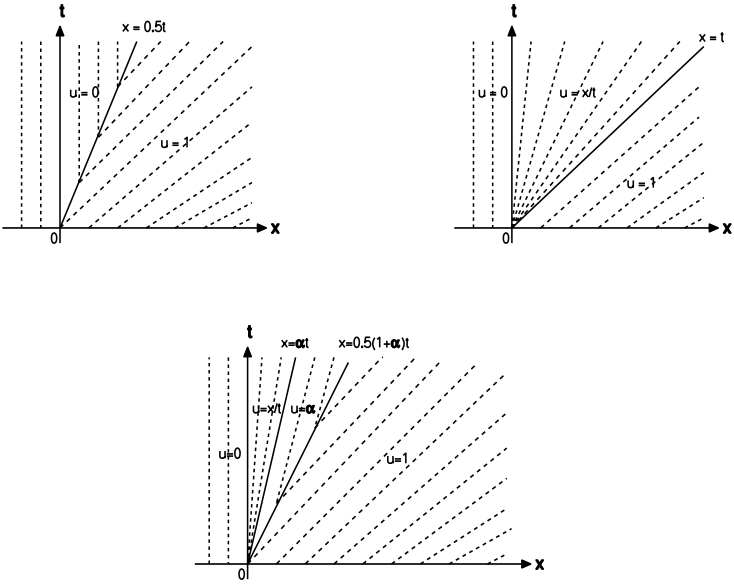 t
x = 0.5t
u = 0
u = 1
0
x
t
x = t
u = 0
u = x/t
u = 1
0
x
t
x=αt
x=0.5(1+α)t
u=x/t
u=α
u=0
u=1
0
x